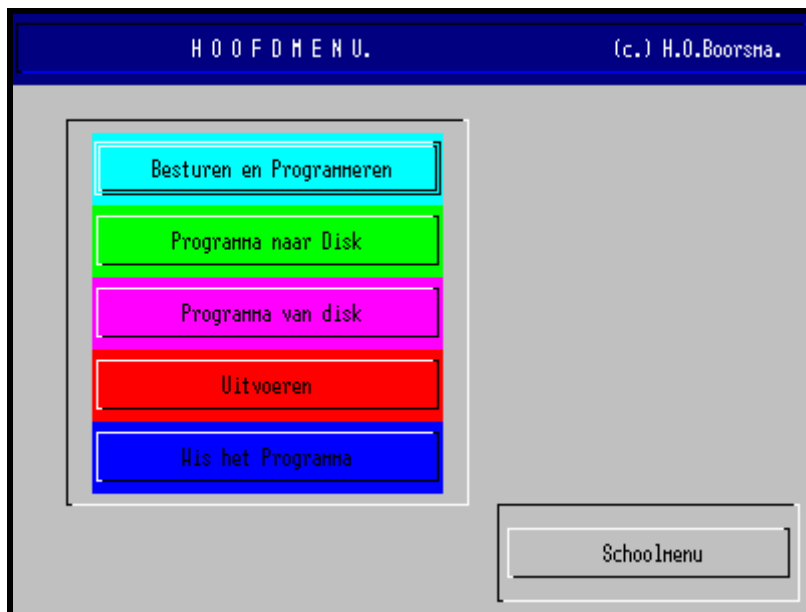 H O O F D M E N U. (c.) H.O.Boorsma.
Besturen en Programmeren
Programma naar Disk
Programma van disk
Uitvoeren
Wis het Programma
Schoolmenu